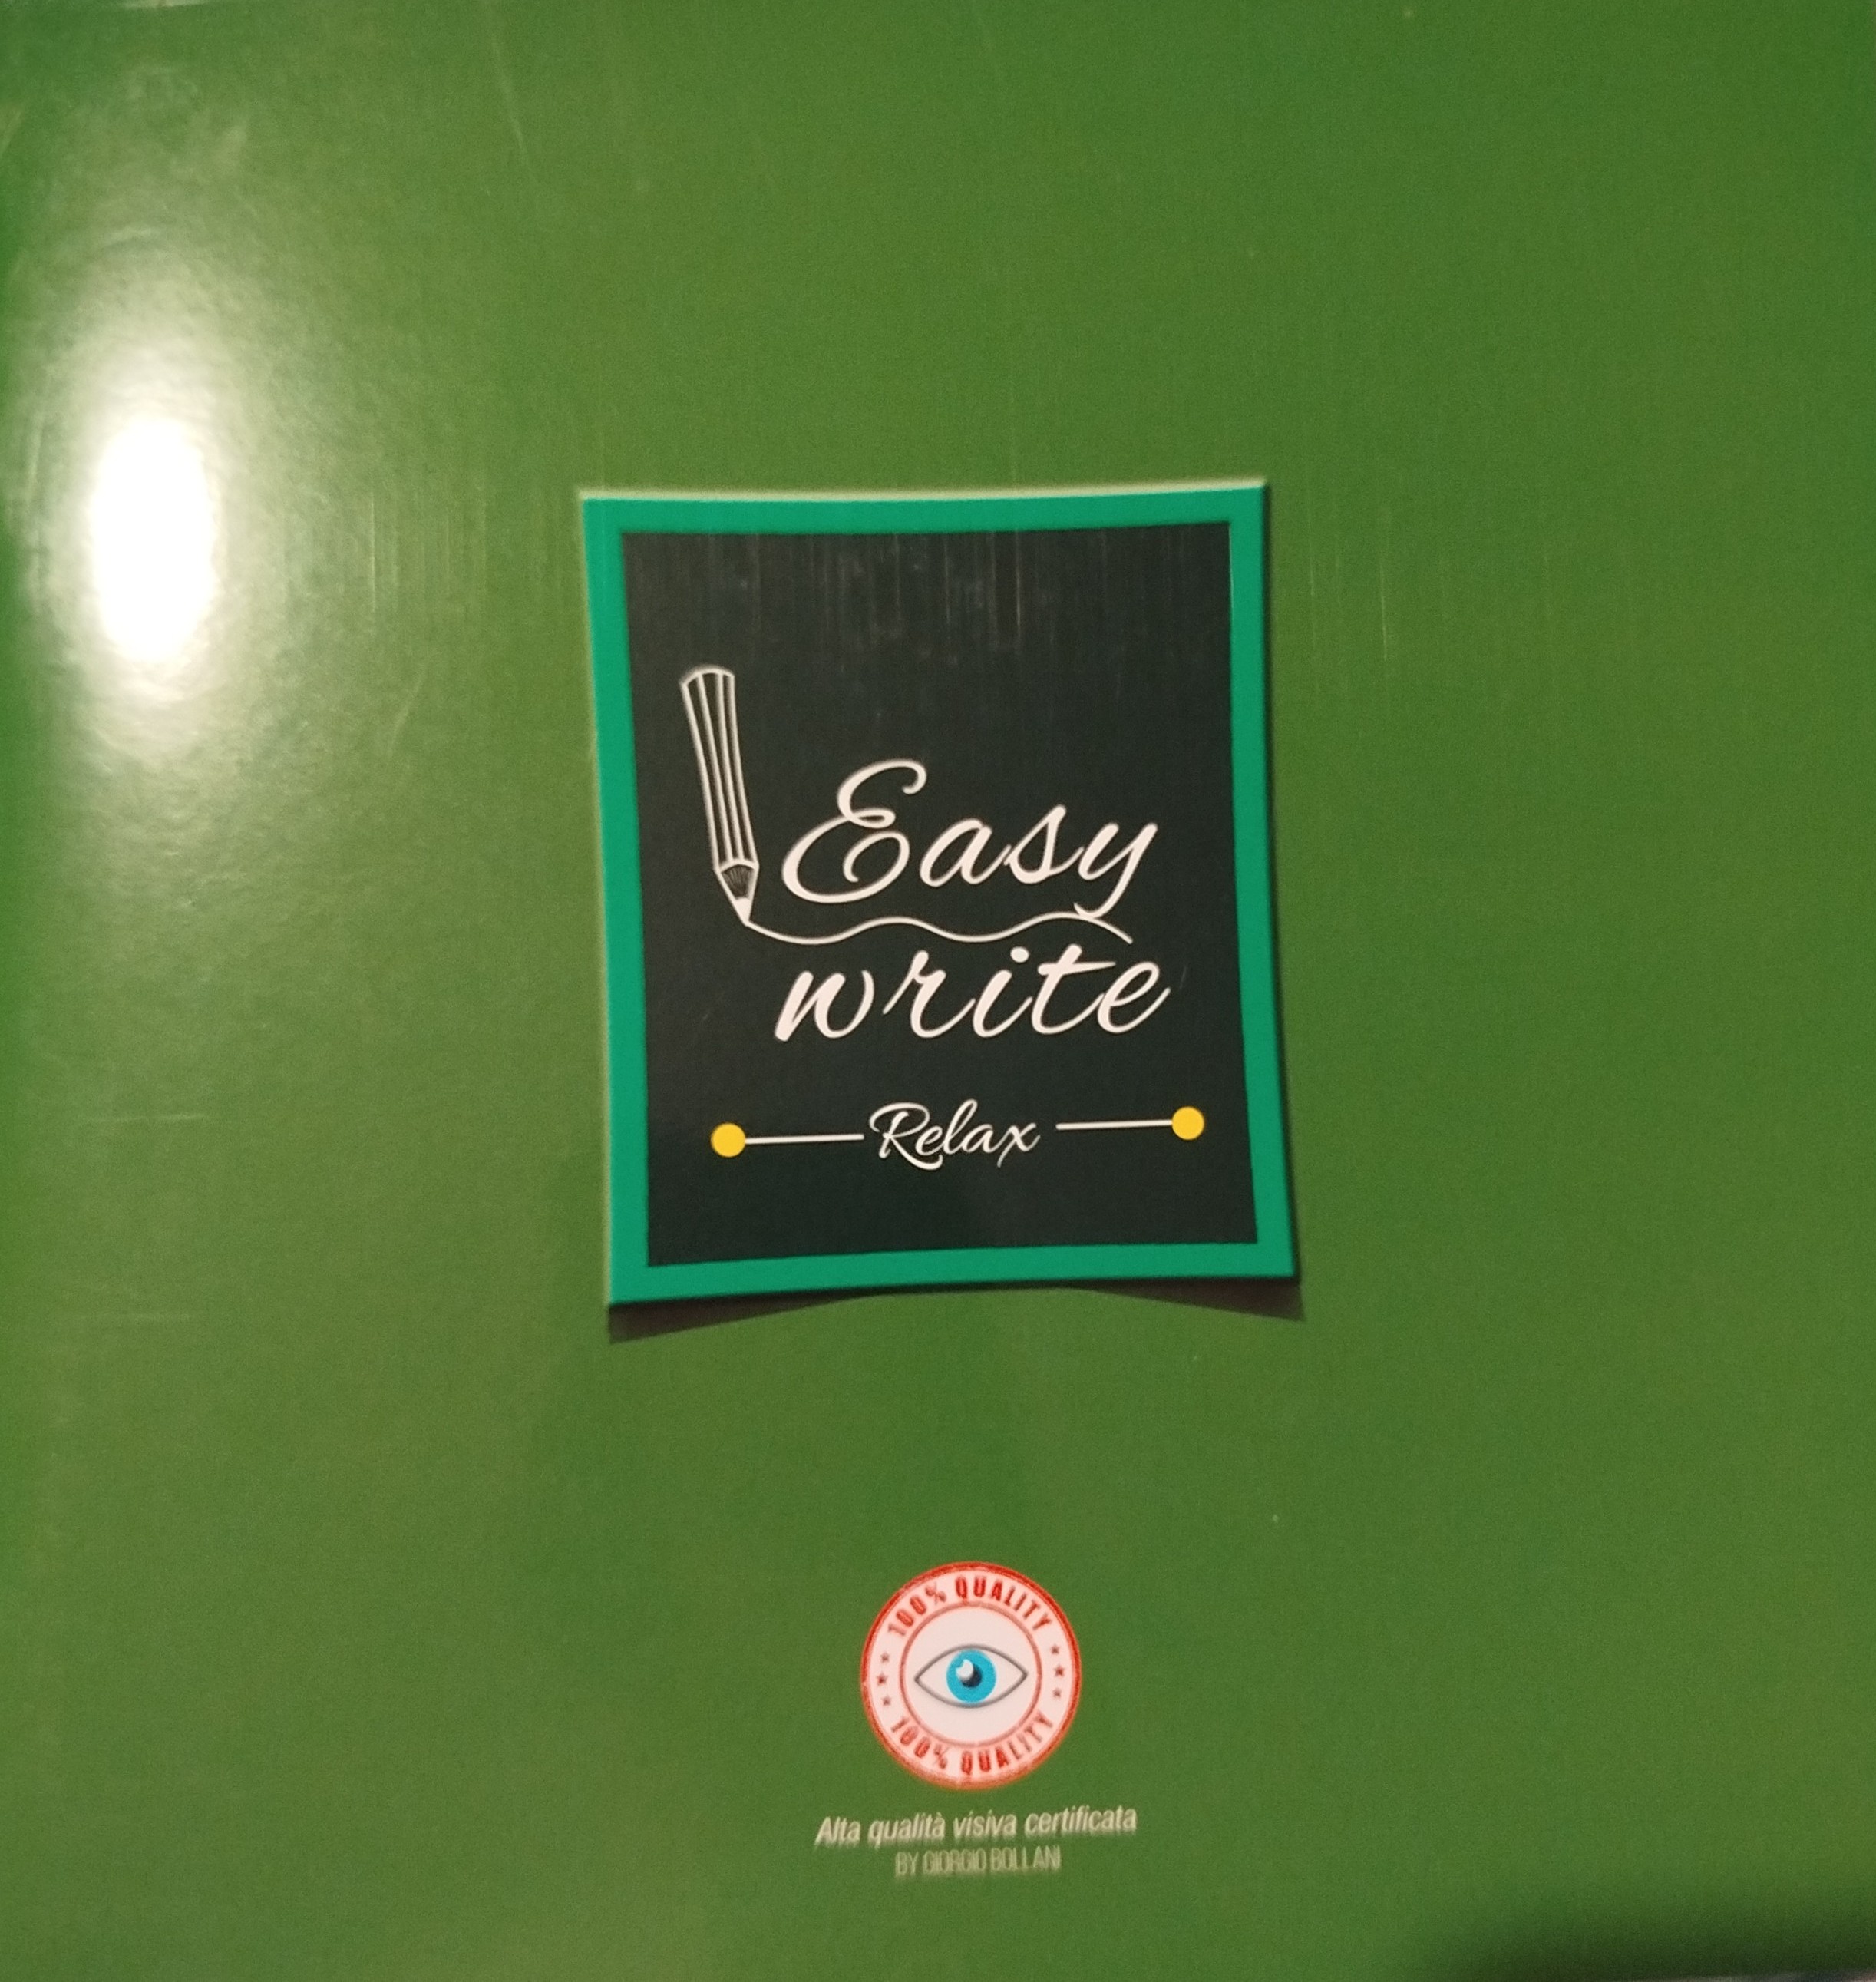 Easy
write
Relax
100% QUALITY
100% QUALITY
Alta qualità visiva certificata
BY GIORGIO BOLLANI